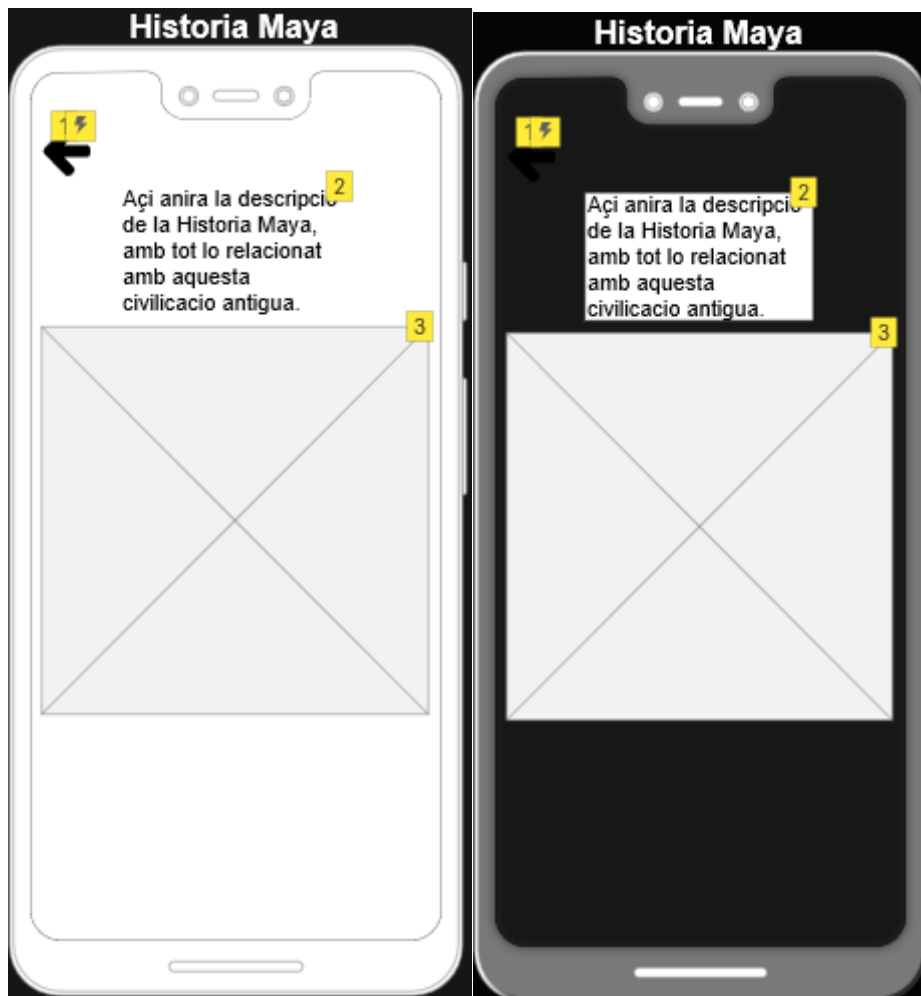 Historia Maya
1
2
Açi anira la descripcio
de la Historia Maya,
amb tot lo relacionat
amb aquesta
civilicacio antigua.
3
Historia Maya
1
2
Açi anira la descripcio
de la Historia Maya,
amb tot lo relacionat
amb aquesta
civilicacio antigua.
3